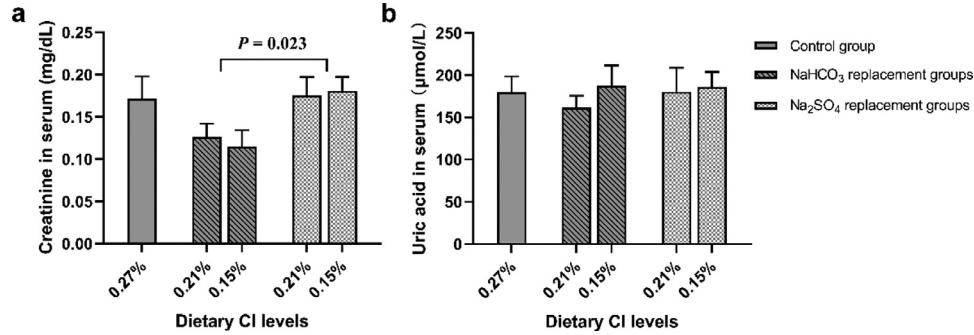 a
Creatinine in serum (mg/dL)
0.25
0.20
0.15
0.10
0.05
0.00
P = 0.023
0.27%
0.21%
0.15%
0.21%
0.15%
Dietary Cl levels
b
Uric acid in serum (μmol/L)
250
200
150
100
50
0
0.27%
0.21%
0.15%
0.21%
0.15%
Dietary Cl levels
Control group
NaHCO₃ replacement groups
Na₂SO₄ replacement groups